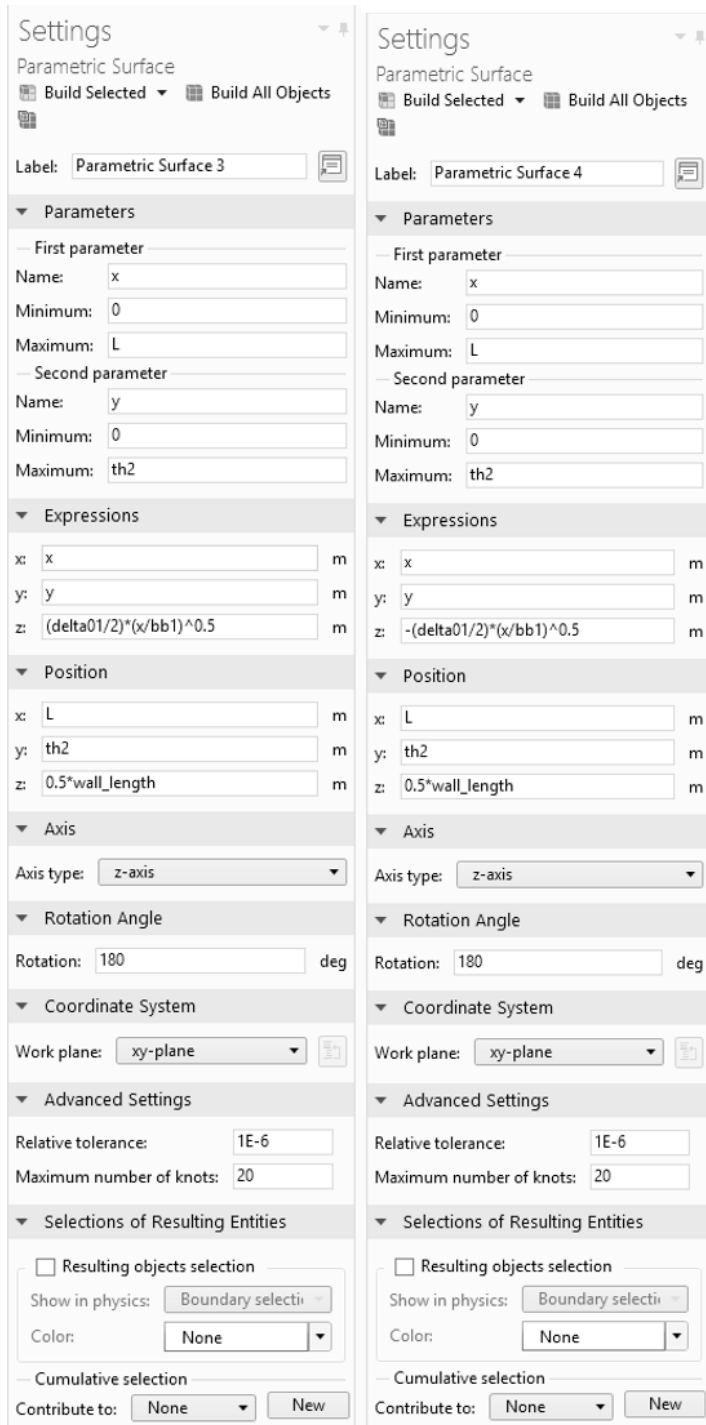 Settings
Parametric Surface
Build Selected Build All Objects
Label: Parametric Surface 3
Parameters
First parameter
Name: x
Minimum: 0
Maximum: L
Second parameter
Name: y
Minimum: 0
Maximum: th2
Expressions
x: x m
y: y m
z: (delta01/2)*(x/bb1)^0.5 m
Position
x: L m
y: th2 m
z: 0.5*wall_length m
Axis
Axis type: z-axis
Rotation Angle
Rotation: 180 deg
Coordinate System
Work plane: xy-plane
Advanced Settings
Relative tolerance: 1E-6
Maximum number of knots: 20
Selections of Resulting Entities
Resulting objects selection
Show in physics: Boundary selecti
Color: None
Cumulative selection
Contribute to: None New
Settings
Parametric Surface
Build Selected Build All Objects
Label: Parametric Surface 4
Parameters
First parameter
Name: x
Minimum: 0
Maximum: L
Second parameter
Name: y
Minimum: 0
Maximum: th2
Expressions
x: x m
y: y m
z: -(delta01/2)*(x/bb1)^0.5 m
Position
x: L m
y: th2 m
z: 0.5*wall_length m
Axis
Axis type: z-axis
Rotation Angle
Rotation: 180 deg
Coordinate System
Work plane: xy-plane
Advanced Settings
Relative tolerance: 1E-6
Maximum number of knots: 20
Selections of Resulting Entities
Resulting objects selection
Show in physics: Boundary selecti
Color: None
Cumulative selection
Contribute to: None New